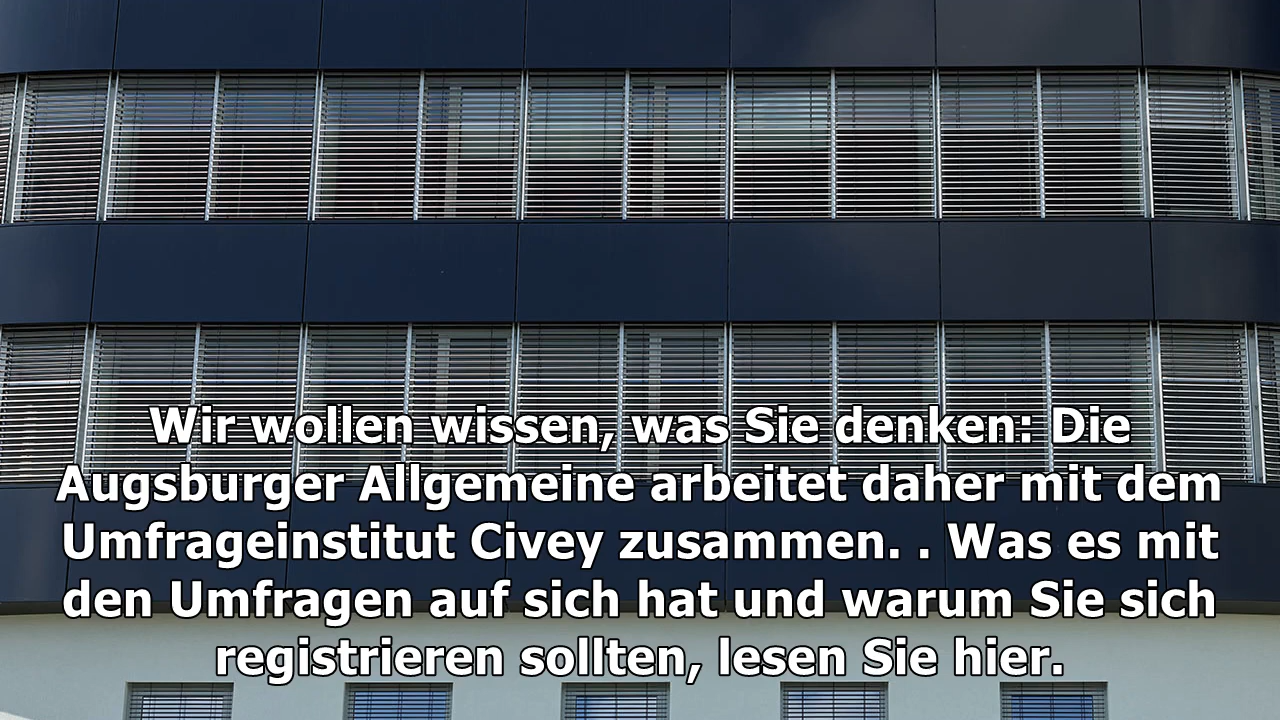 Wir wollen wissen, was Sie denken: Die
Augsburger Allgemeine arbeitet daher mit dem
Umfrageinstitut Civey zusammen. . Was es mit
den Umfragen auf sich hat und warum Sie sich
registrieren sollten, lesen Sie hier.